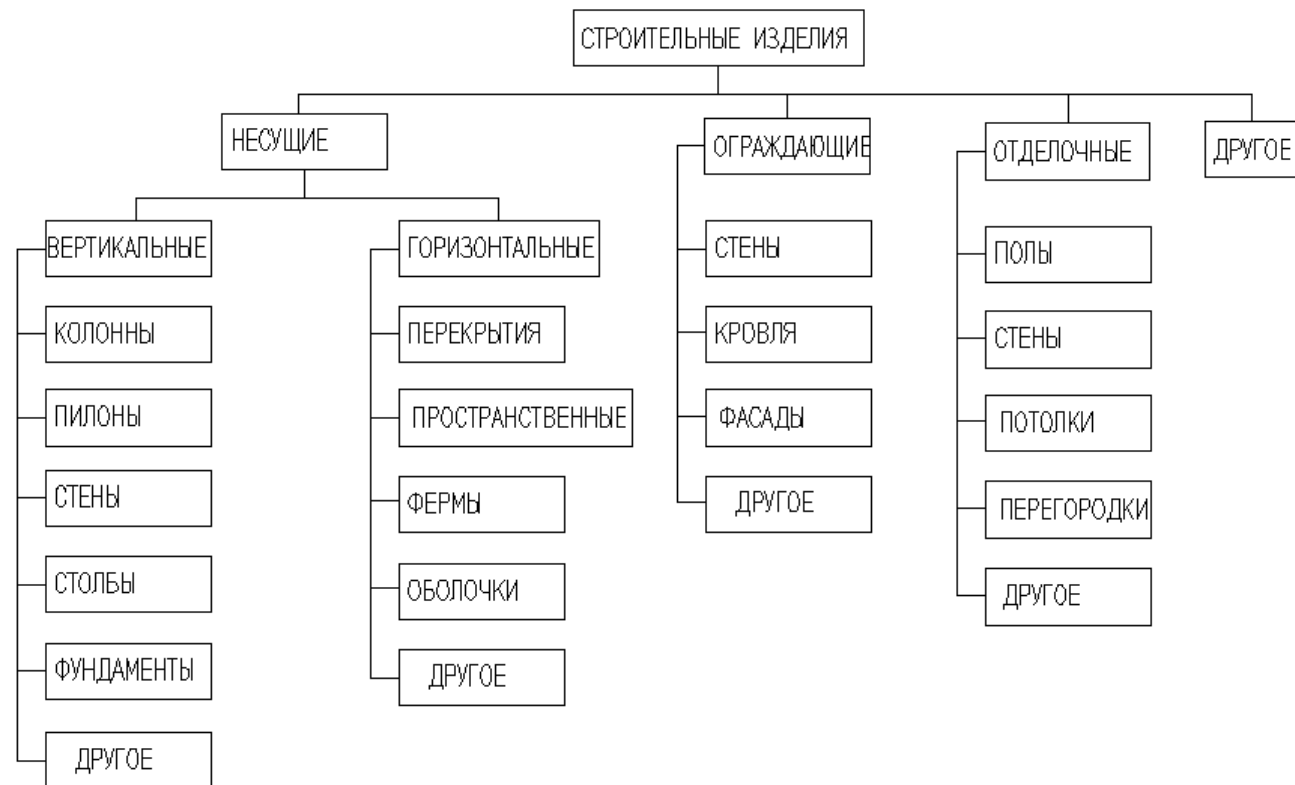 СТРОИТЕЛЬНЫЕ ИЗДЕЛИЯ
НЕСУЩИЕ
ОГРАЖДАЮЩИЕ
ОТДЕЛОЧНЫЕ
ДРУГОЕ
ВЕРТИКАЛЬНЫЕ
КОЛОННЫ
ПИЛОНЫ
СТЕНЫ
СТОЛБЫ
ФУНДАМЕНТЫ
ДРУГОЕ
ГОРИЗОНТАЛЬНЫЕ
ПЕРЕКРЫТИЯ
ПРОСТРАНСТВЕННЫЕ
ФЕРМЫ
ОБОЛОЧКИ
ДРУГОЕ
СТЕНЫ
КРОВЛЯ
ФАСАДЫ
ДРУГОЕ
ПОЛЫ
СТЕНЫ
ПОТОЛКИ
ПЕРЕГОРОДКИ
ДРУГОЕ